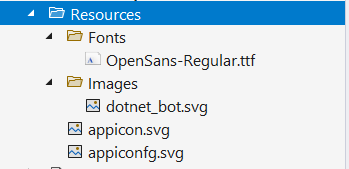 Resources
Fonts
OpenSans-Regular.ttf
Images
dotnet_bot.svg
appicon.svg
appiconfg.svg